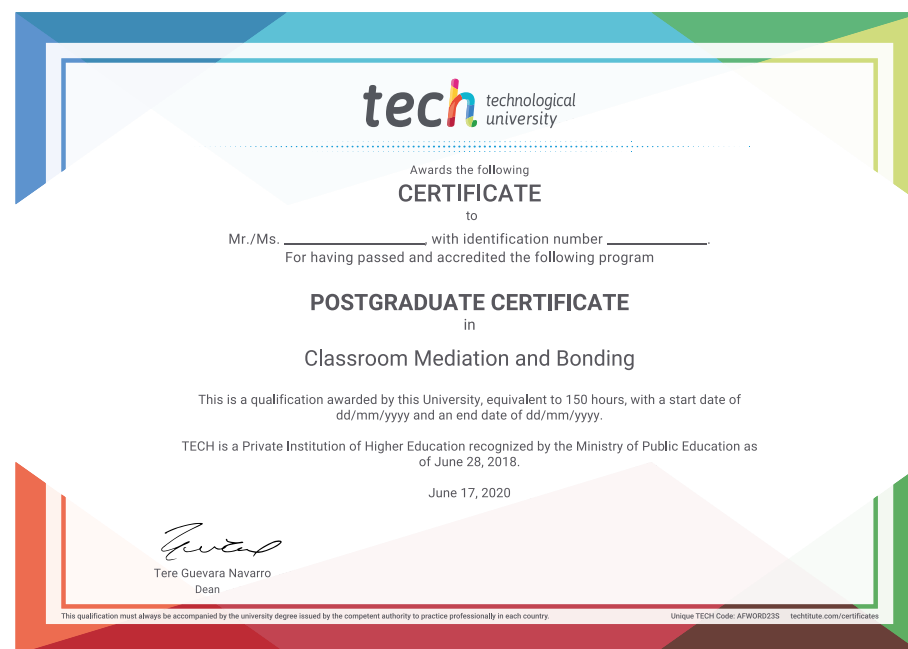 tech technological
university
Awards the following
CERTIFICATE
to
Mr./Ms. ____________________, with identification number ______________.
For having passed and accredited the following program
POSTGRADUATE CERTIFICATE
in
Classroom Mediation and Bonding
This is a qualification awarded by this University, equivalent to 150 hours, with a start date of
dd/mm/yyyy and an end date of dd/mm/yyyy.
TECH is a Private Institution of Higher Education recognized by the Ministry of Public Education as
of June 28, 2018.
June 17, 2020
Tere Guevara Navarro
Dean
This qualification must always be accompanied by the university degree issued by the competent authority to practice professionally in each country.
Unique TECH Code: AFWORD23S techtitute.com/certificates